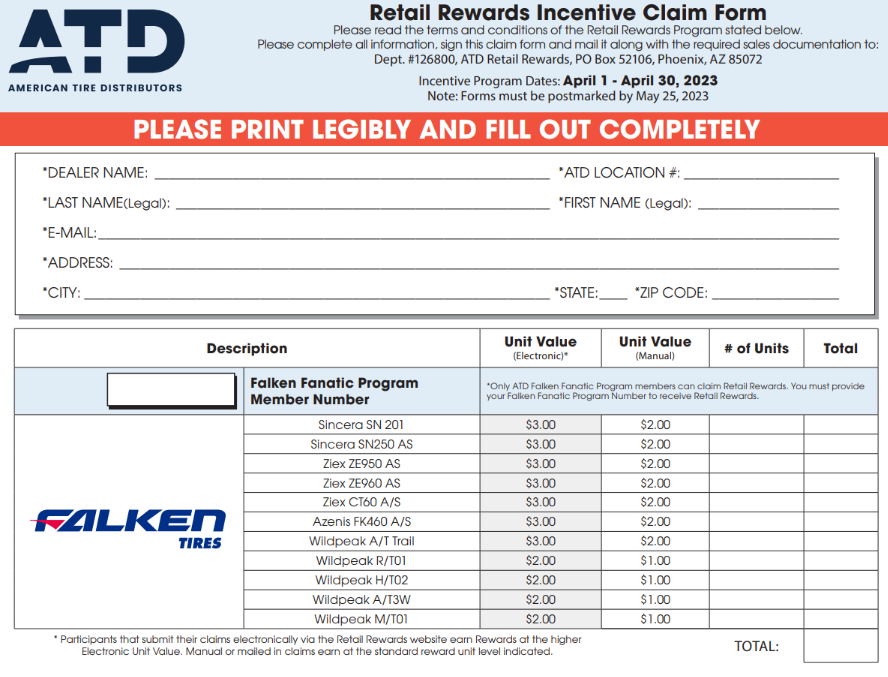 ATD
AMERICAN TIRE DISTRIBUTORS
Retail Rewards Incentive Claim Form
Please read the terms and conditions of the Retail Rewards Program stated below.
Please complete all information, sign this claim form and mail it along with the required sales documentation to:
Dept. #126800, ATD Retail Rewards, PO Box 52106, Phoenix, AZ 85072
Incentive Program Dates: April 1 - April 30, 2023
Note: Forms must be postmarked by May 25, 2023
PLEASE PRINT LEGIBLY AND FILL OUT COMPLETELY
*DEALER NAME: *ATD LOCATION #:
*LAST NAME(Legal): *FIRST NAME (Legal):
*E-MAIL:
*ADDRESS:
*CITY: *STATE: *ZIP CODE:
Description Unit Value (Electronic)* Unit Value (Manual) # of Units Total
Falken Fanatic Program
Member Number
*Only ATD Falken Fanatic Program members can claim Retail Rewards. You must provide
your Falken Fanatic Program Number to receive Retail Rewards.
Sincera SN 201 $3.00 $2.00
Sincera SN250 AS $3.00 $2.00
Ziex ZE950 AS $3.00 $2.00
Ziex ZE960 AS $3.00 $2.00
Ziex CT60 A/S $3.00 $2.00
Azenis FK460 A/S $3.00 $2.00
Wildpeak A/T Trail $3.00 $2.00
Wildpeak R/T01 $2.00 $1.00
Wildpeak H/T02 $2.00 $1.00
Wildpeak A/T3W $2.00 $1.00
Wildpeak M/T01 $2.00 $1.00
FALKEN
TIRES
* Participants that submit their claims electronically via the Retail Rewards website earn Rewards at the higher
Electronic Unit Value. Manual or mailed in claims earn at the standard reward unit level indicated.
TOTAL: